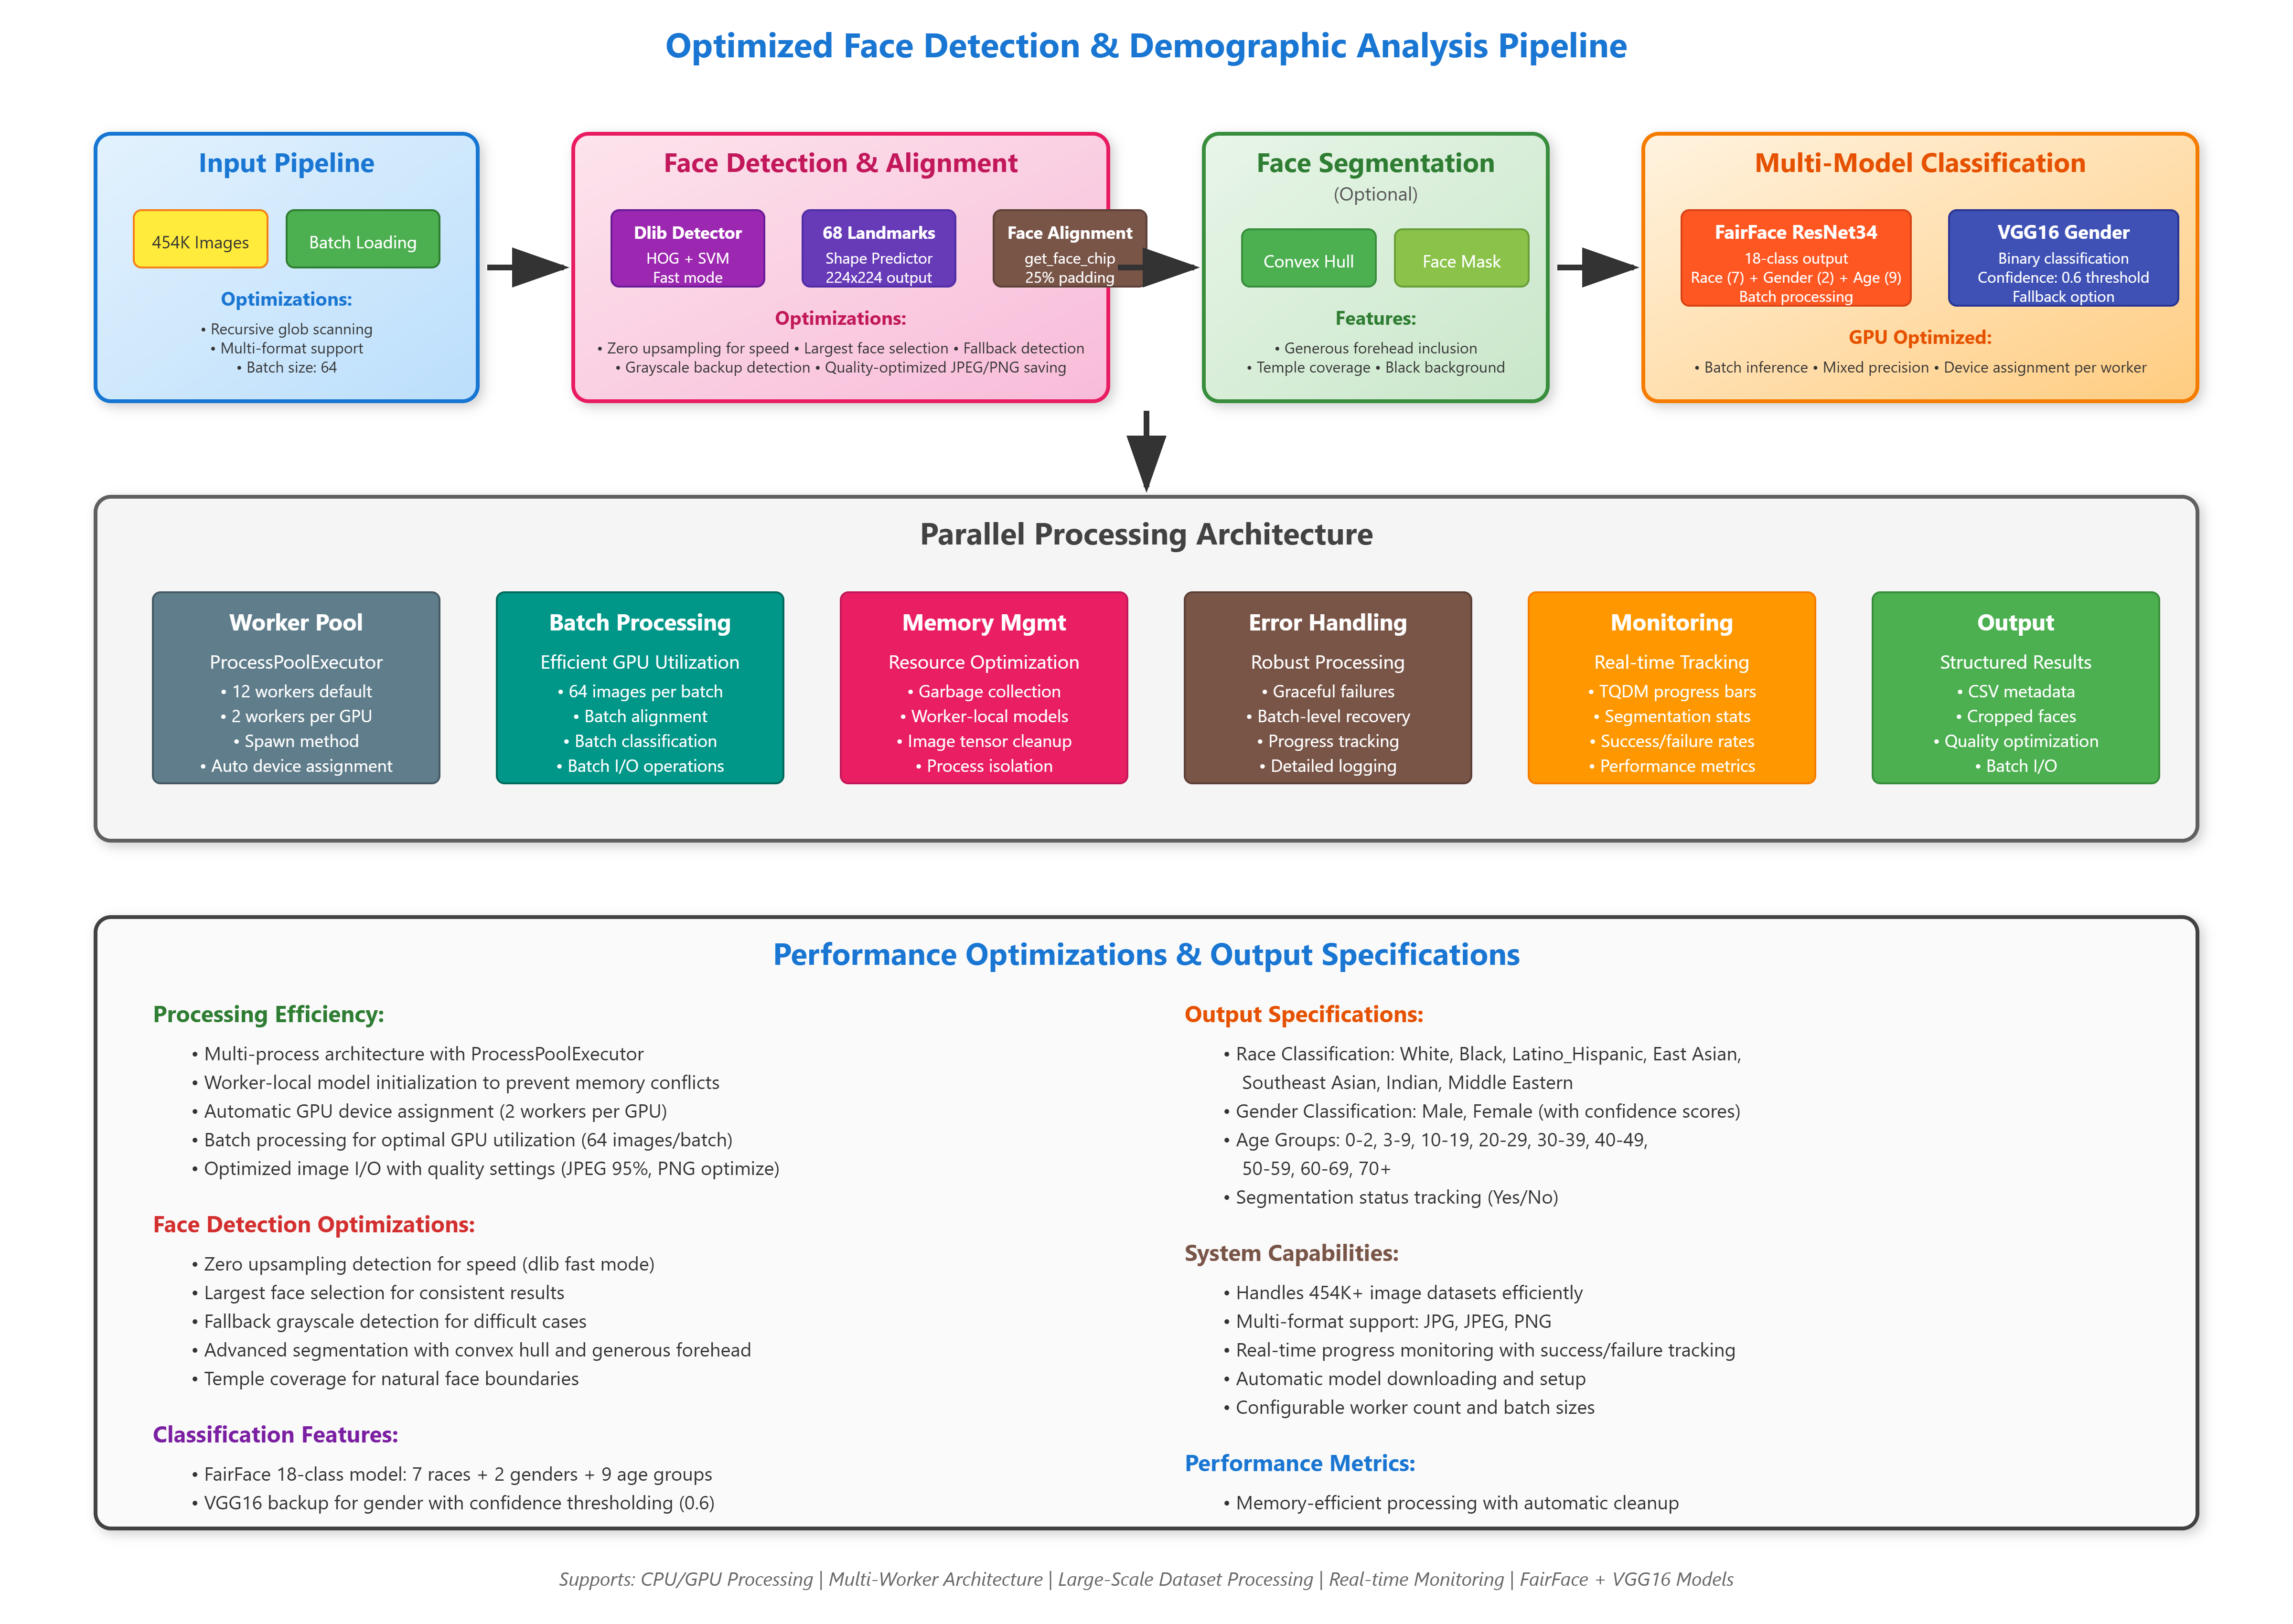 Optimized Face Detection & Demographic Analysis Pipeline
Input Pipeline
454K Images
Batch Loading
Optimizations:
• Recursive glob scanning
• Multi-format support
• Batch size: 64
Face Detection & Alignment
Dlib Detector
HOG + SVM
Fast mode
68 Landmarks
Shape Predictor
224x224 output
Face Alignment
get_face_chip
25% padding
Optimizations:
• Zero upsampling for speed • Largest face selection • Fallback detection
• Grayscale backup detection • Quality-optimized JPEG/PNG saving
Face Segmentation
(Optional)
Convex Hull
Face Mask
Features:
• Generous forehead inclusion
• Temple coverage • Black background
Multi-Model Classification
FairFace ResNet34
18-class output
Race (7) + Gender (2) + Age (9)
Batch processing
VGG16 Gender
Binary classification
Confidence: 0.6 threshold
Fallback option
GPU Optimized:
• Batch inference • Mixed precision • Device assignment per worker
Parallel Processing Architecture
Worker Pool
ProcessPoolExecutor
• 12 workers default
• 2 workers per GPU
• Spawn method
• Auto device assignment
Batch Processing
Efficient GPU Utilization
• 64 images per batch
• Batch alignment
• Batch classification
• Batch I/O operations
Memory Mgmt
Resource Optimization
• Garbage collection
• Worker-local models
• Image tensor cleanup
• Process isolation
Error Handling
Robust Processing
• Graceful failures
• Batch-level recovery
• Progress tracking
• Detailed logging
Monitoring
Real-time Tracking
• TQDM progress bars
• Segmentation stats
• Success/failure rates
• Performance metrics
Output
Structured Results
• CSV metadata
• Cropped faces
• Quality optimization
• Batch I/O
Performance Optimizations & Output Specifications
Processing Efficiency:
• Multi-process architecture with ProcessPoolExecutor
• Worker-local model initialization to prevent memory conflicts
• Automatic GPU device assignment (2 workers per GPU)
• Batch processing for optimal GPU utilization (64 images/batch)
• Optimized image I/O with quality settings (JPEG 95%, PNG optimize)
Face Detection Optimizations:
• Zero upsampling detection for speed (dlib fast mode)
• Largest face selection for consistent results
• Fallback grayscale detection for difficult cases
• Advanced segmentation with convex hull and generous forehead
• Temple coverage for natural face boundaries
Classification Features:
• FairFace 18-class model: 7 races + 2 genders + 9 age groups
• VGG16 backup for gender with confidence thresholding (0.6)
Output Specifications:
• Race Classification: White, Black, Latino_Hispanic, East Asian,
Southeast Asian, Indian, Middle Eastern
• Gender Classification: Male, Female (with confidence scores)
• Age Groups: 0-2, 3-9, 10-19, 20-29, 30-39, 40-49,
50-59, 60-69, 70+
• Segmentation status tracking (Yes/No)
System Capabilities:
• Handles 454K+ image datasets efficiently
• Multi-format support: JPG, JPEG, PNG
• Real-time progress monitoring with success/failure tracking
• Automatic model downloading and setup
• Configurable worker count and batch sizes
Performance Metrics:
• Memory-efficient processing with automatic cleanup
Supports: CPU/GPU Processing | Multi-Worker Architecture | Large-Scale Dataset Processing | Real-time Monitoring | FairFace + VGG16 Models